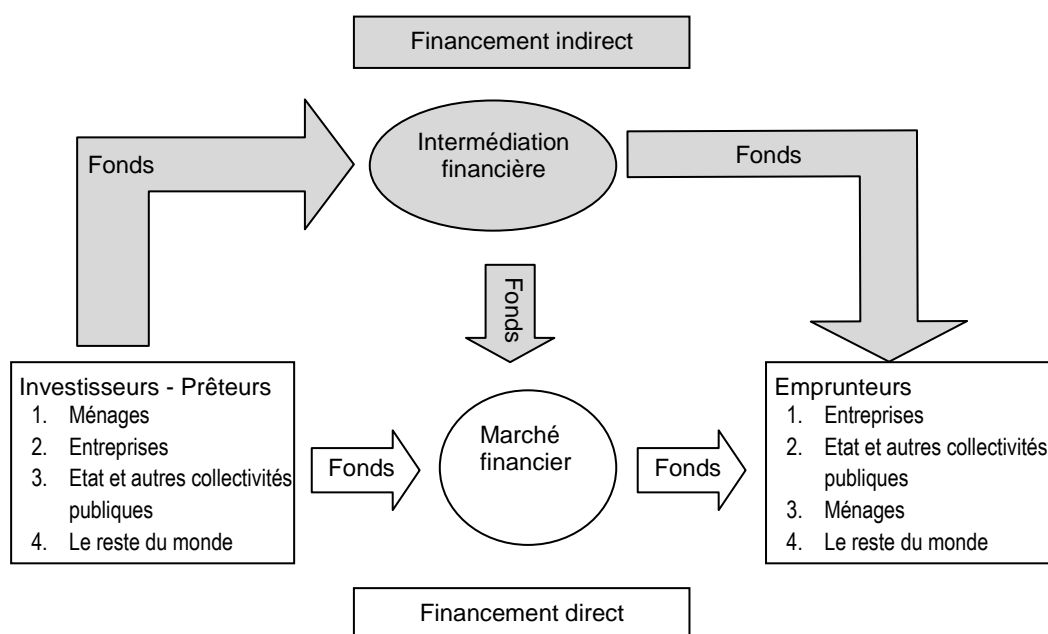 Financement indirect
Intermédiation
financière
Fonds
Fonds
Fonds
Investisseurs - Prêteurs
1. Ménages
2. Entreprises
3. Etat et autres collectivités
publiques
4. Le reste du monde
Fonds
Marché
financier
Fonds
Emprunteurs
1. Entreprises
2. Etat et autres collectivités
publiques
3. Ménages
4. Le reste du monde
Financement direct